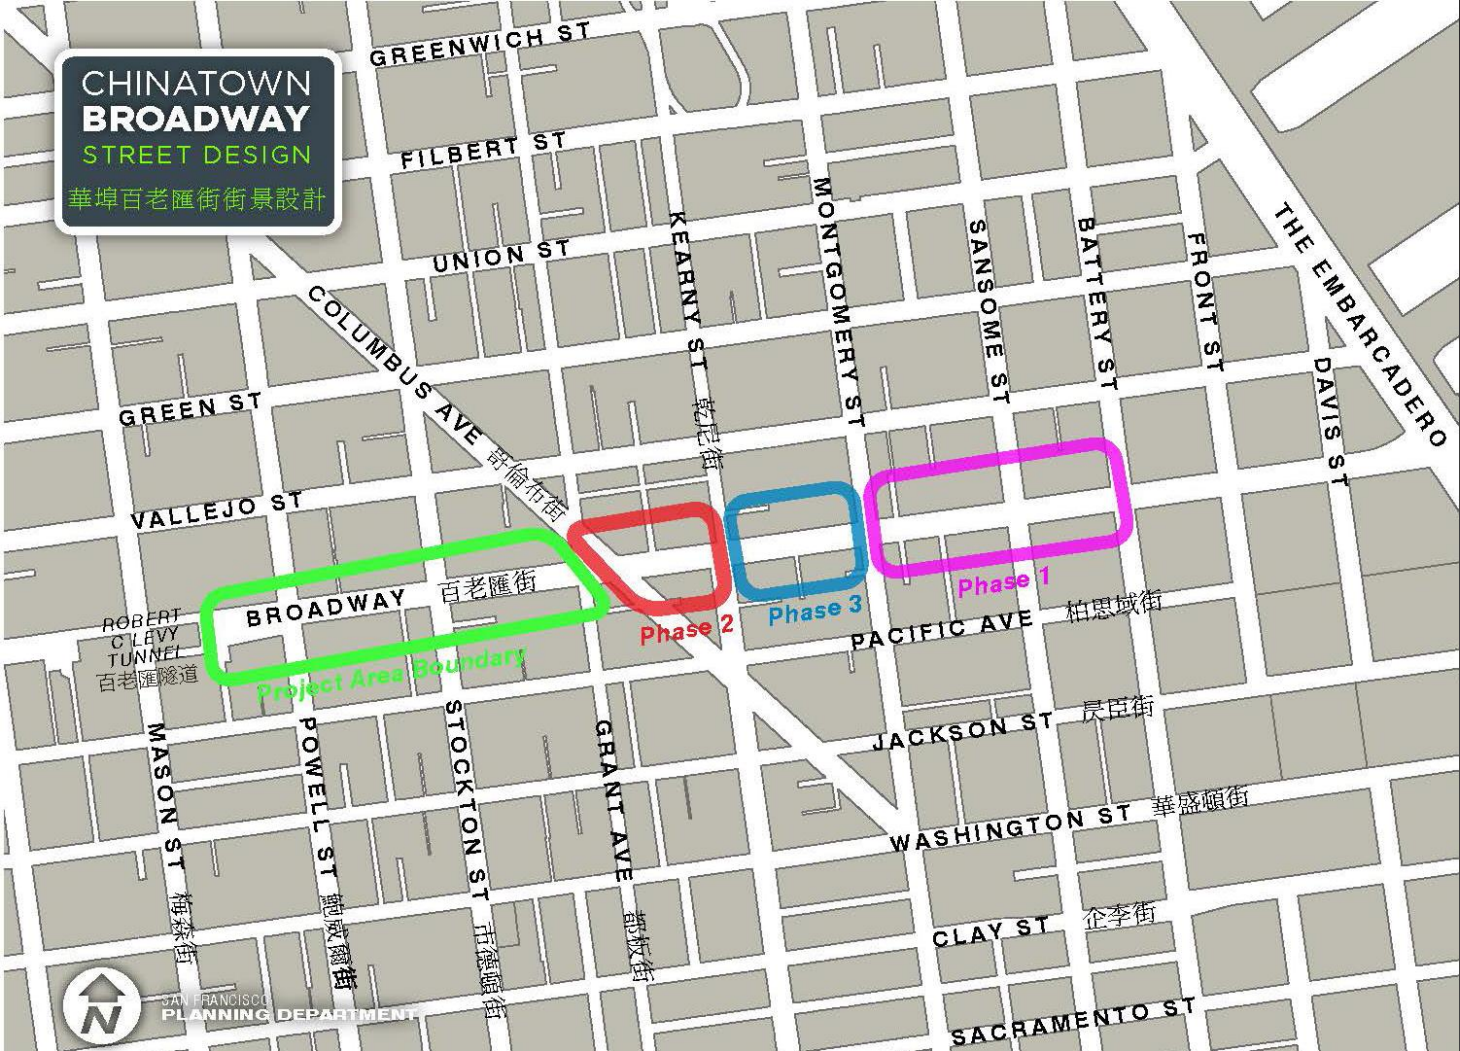 CHINATOWN
BROADWAY
STREET DESIGN
華埠百老匯街街景設計
GREENWICH ST
FILBERT ST
UNION ST
KEARNY ST 乾尼街
MONTGOMERY ST
SANSOME ST
BATTERY ST
FRONT ST
THE EMBARCADERO
DAVIS ST
COLUMBUS AVE 哥倫布街
GREEN ST
VALLEJO ST
BROADWAY 百老匯街
ROBERT
C LEVY
TUNNEL
百老匯隧道
Project Area Boundary
Phase 2
Phase 3
Phase 1
PACIFIC AVE 柏思域街
JACKSON ST 昃臣街
WASHINGTON ST 華盛頓街
CLAY ST 企李街
SACRAMENTO ST
MASON ST 梅森街
POWELL ST 鮑威爾街
STOCKTON ST 市德頓街
GRANT AVE 都板街
N
SAN FRANCISCO
PLANNING DEPARTMENT